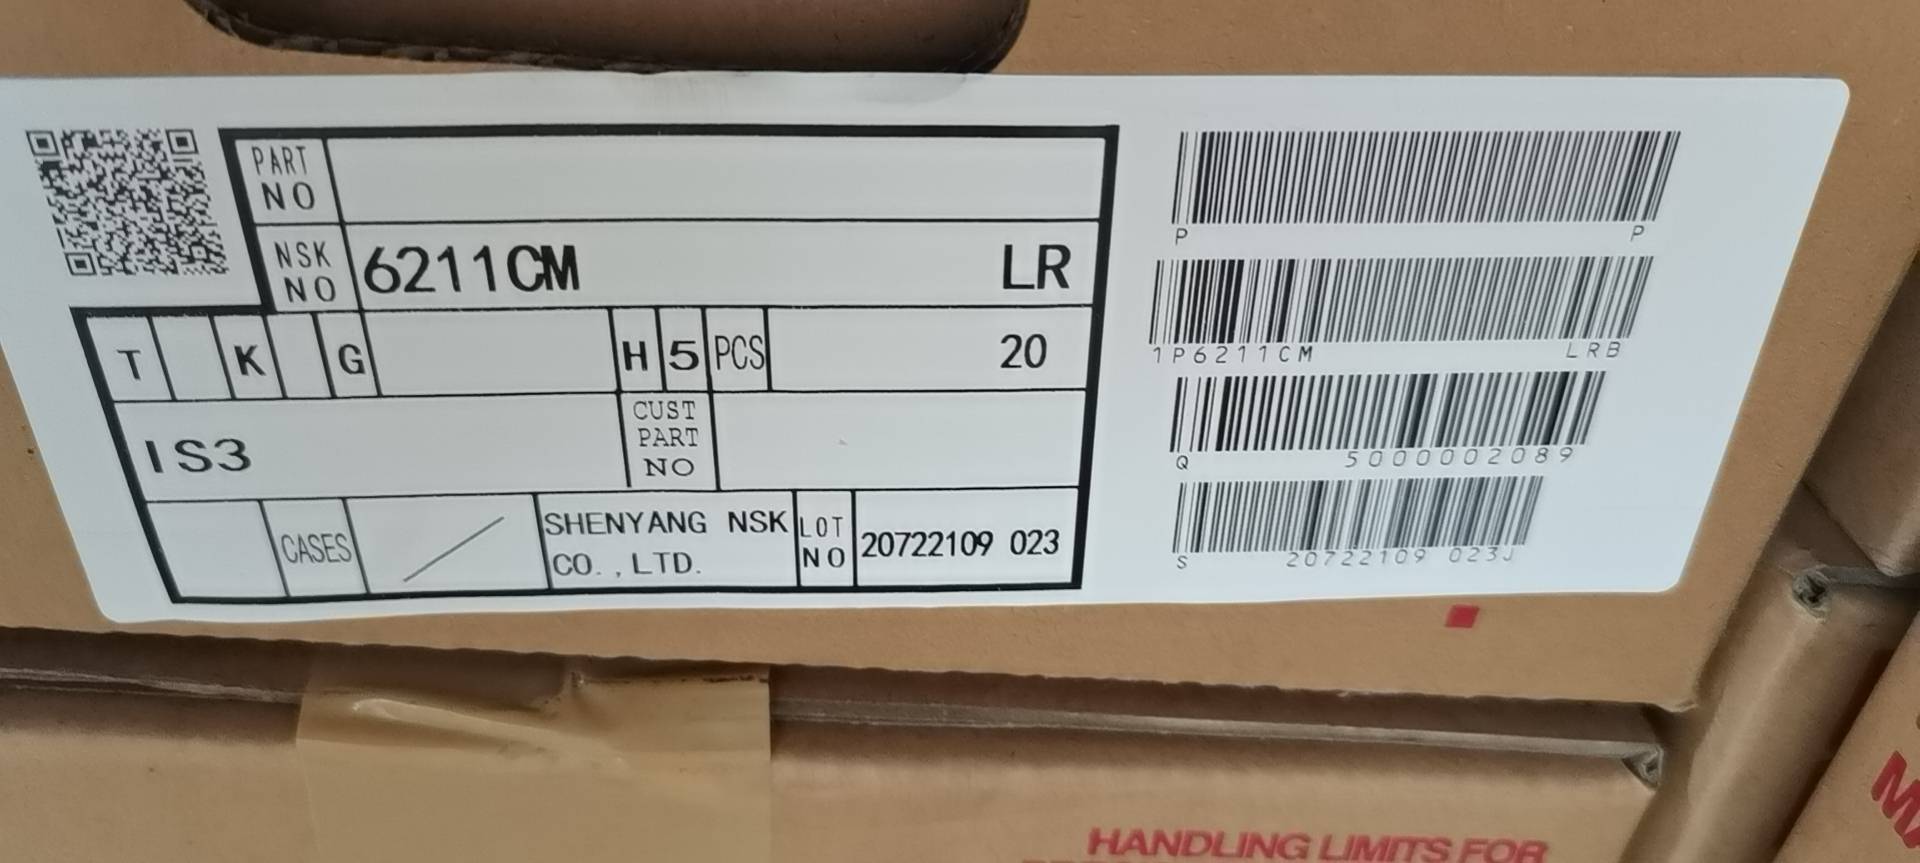 PART NO
NSK NO 6211CM LR
T K G H 5 PCS 20
IS3 CUST PART NO
CASES SHENYANG NSK CO.,LTD. LOT NO 20722109 023
P P
1P6211CM LRB
Q 5000002089
S 20722109 023J
HANDLING LIMITS FOR